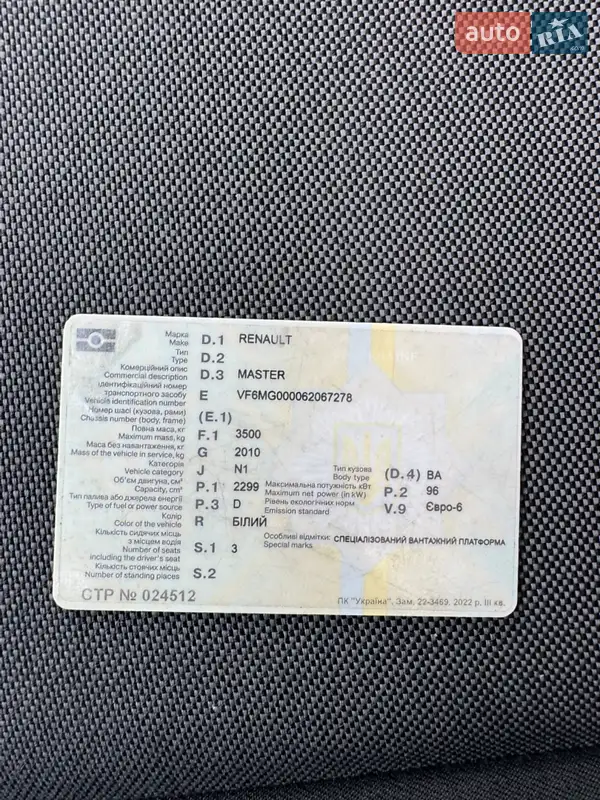 auto RIA.com
Марка
Make D.1 RENAULT
Тип
Type D.2
Комерційний опис
Commercial description D.3 MASTER
Ідентифікаційний номер
транспортного засобу
Vehicle identification number E VF6MG000062067278
Номер шасі (кузова, рами)
Chassis number (body, frame) (E.1)
Повна маса, кг
Maximum mass, kg F.1 3500
Маса без навантаження, кг
Mass of the vehicle in service, kg G 2010
Категорія
Vehicle category J N1
Тип кузова
Body type (D.4) ВА
Об'єм двигуна, см³
Capacity, cm³ P.1 2299
Максимальна потужність кВт
Maximum net power (in kW) P.2 96
Тип палива або джерела енергії
Type of fuel or power source P.3 D
Рівень екологічних норм
Emission standard V.9 Євро-6
Колір
Color of the vehicle R БІЛИЙ
Кількість сидячих місць
з місцем водія
Number of seats
including the driver's seat S.1 3
Особливі відмітки: СПЕЦІАЛІЗОВАНИЙ ВАНТАЖНИЙ ПЛАТФОРМА
Special marks
Кількість стоячих місць
Number of standing places S.2
СТР № 024512
ПК "Україна", Зам. 22-3469, 2022 р. III кв.